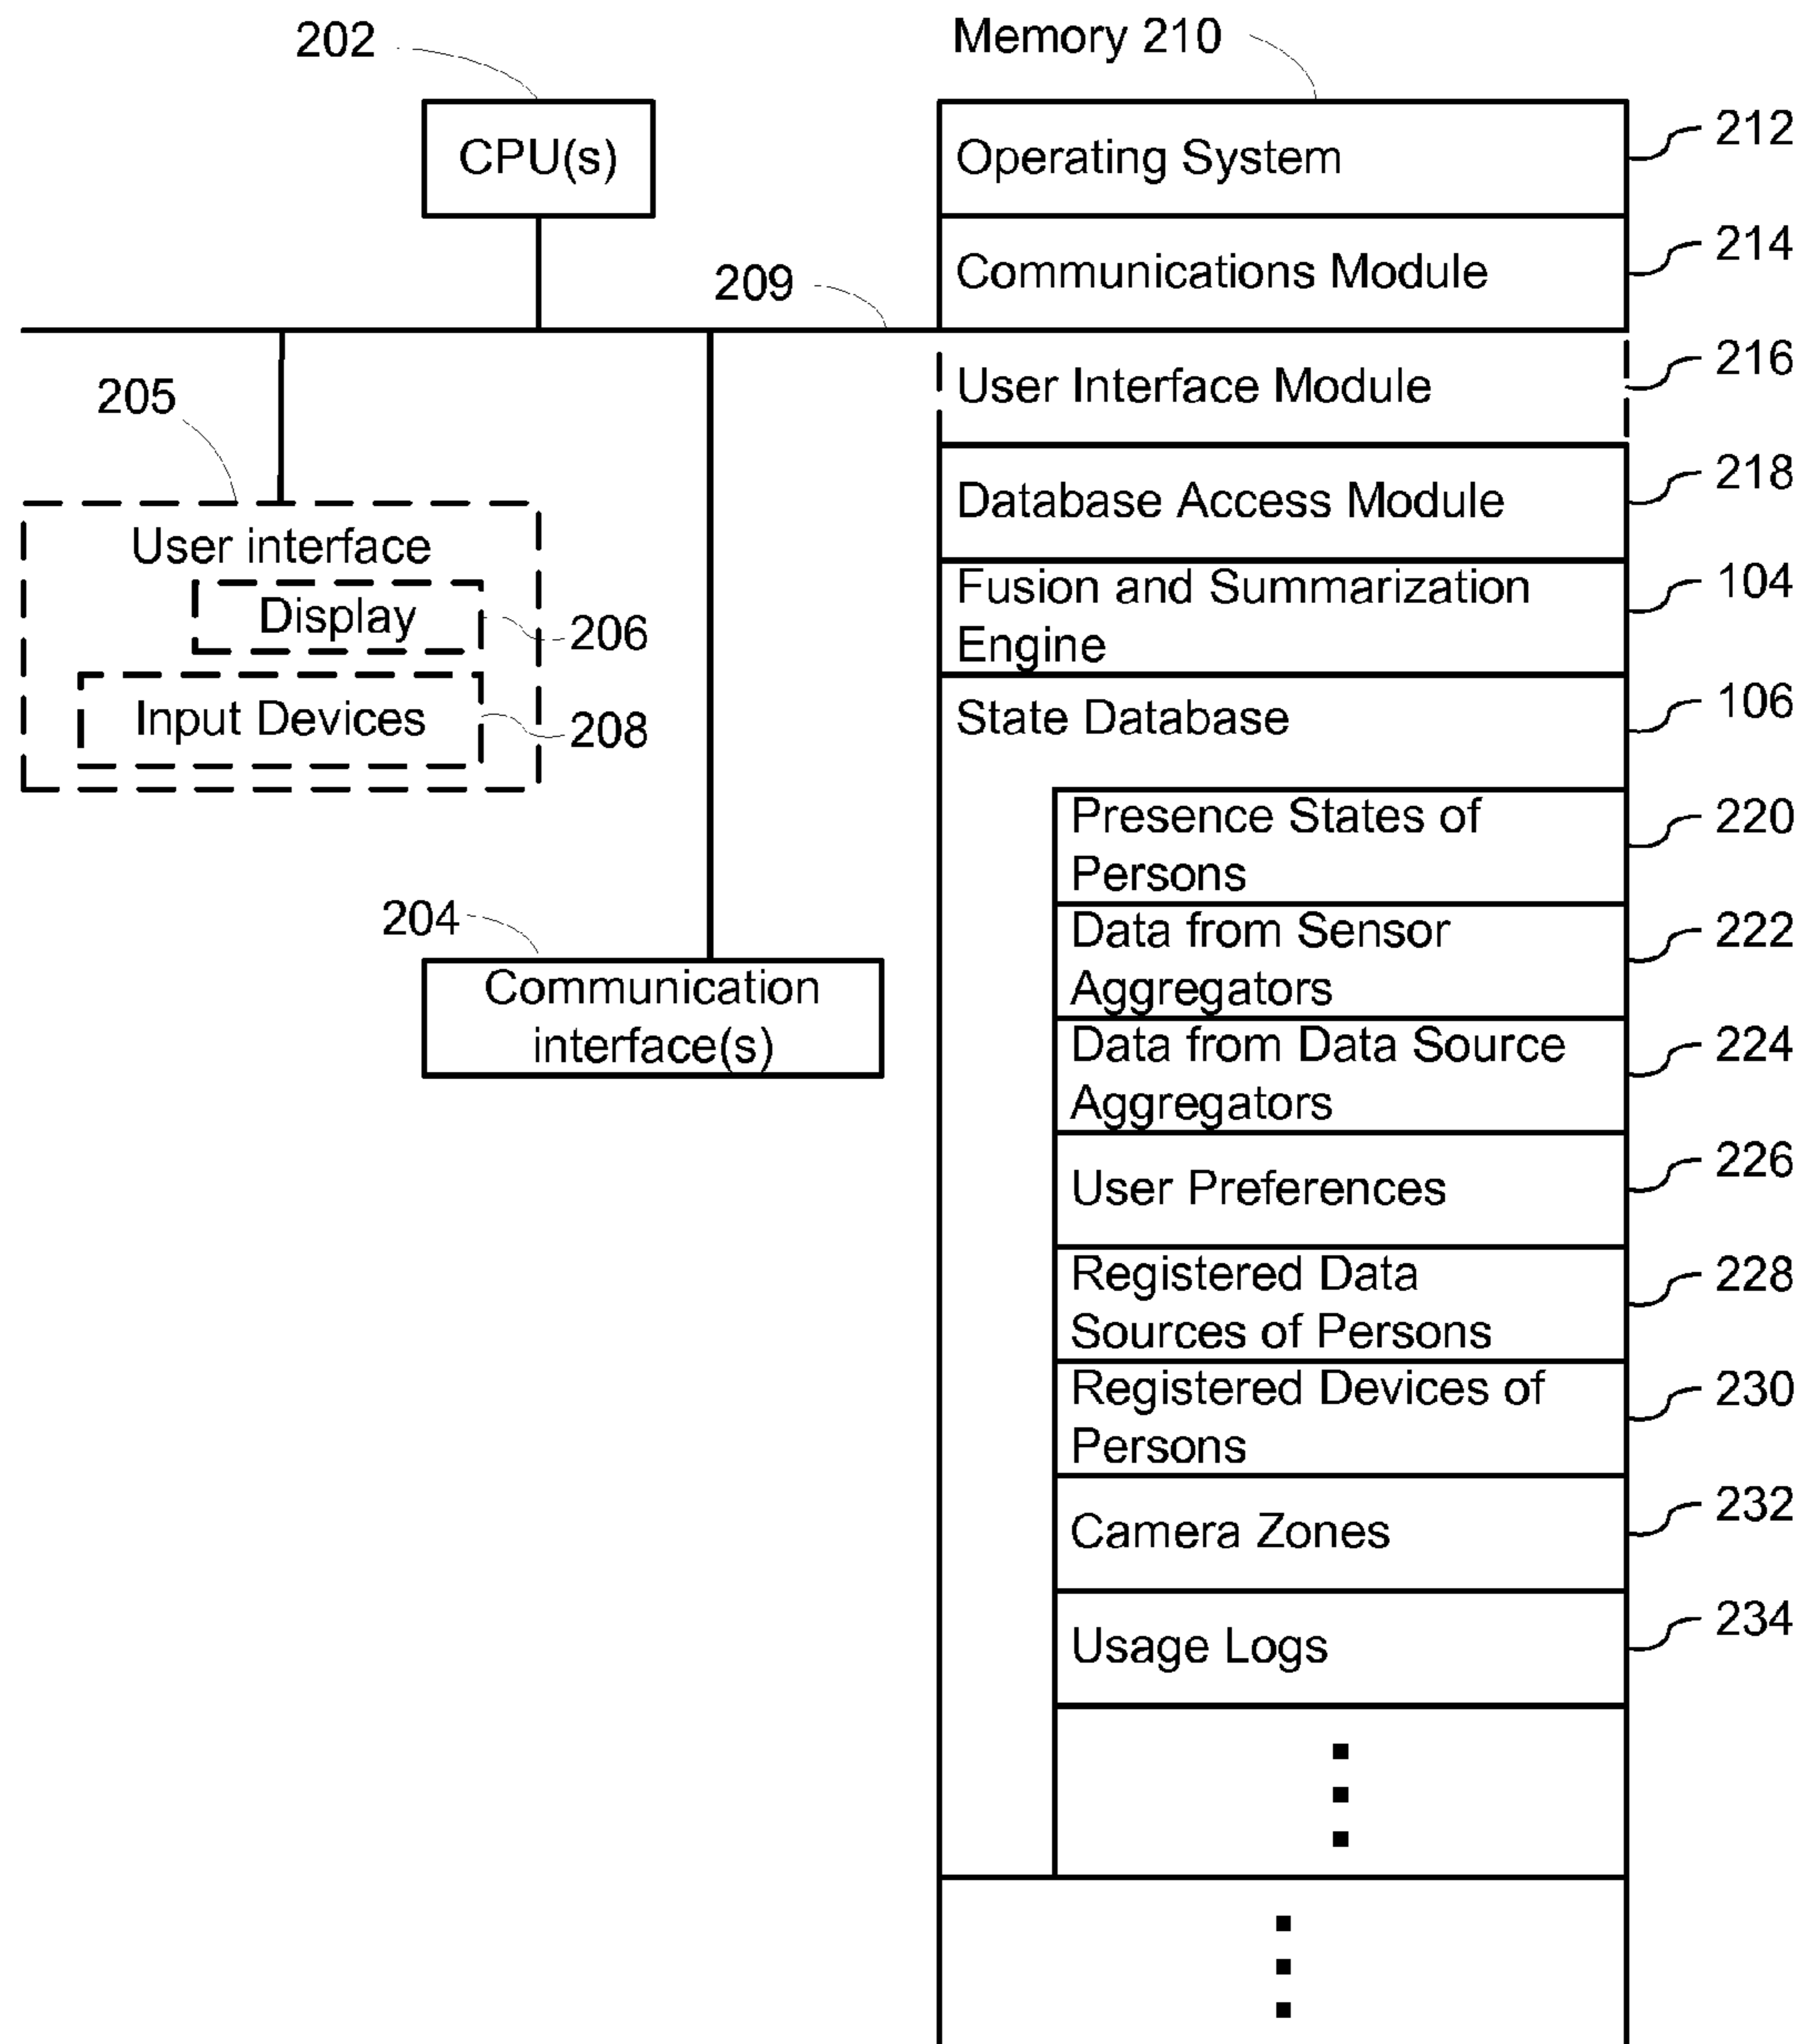 202
Memory 210
CPU(s)
Operating System
212
Communications Module
214
209
User Interface Module
216
205
Database Access Module
218
User interface
Display
206
Input Devices
208
Fusion and Summarization
Engine
104
State Database
106
Presence States of
Persons
220
204
Data from Sensor
Aggregators
222
Communication
interface(s)
Data from Data Source
Aggregators
224
User Preferences
226
Registered Data
Sources of Persons
228
Registered Devices of
Persons
230
Camera Zones
232
Usage Logs
234